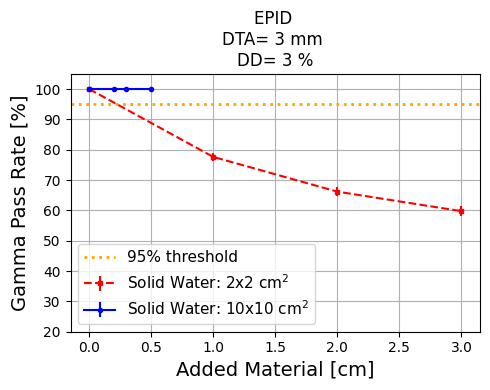 EPID
DTA= 3 mm
DD= 3 %
Gamma Pass Rate [%]
100
90
80
70
60
50
40
30
20
95% threshold
Solid Water: 2x2 cm²
Solid Water: 10x10 cm²
0.0 0.5 1.0 1.5 2.0 2.5 3.0
Added Material [cm]